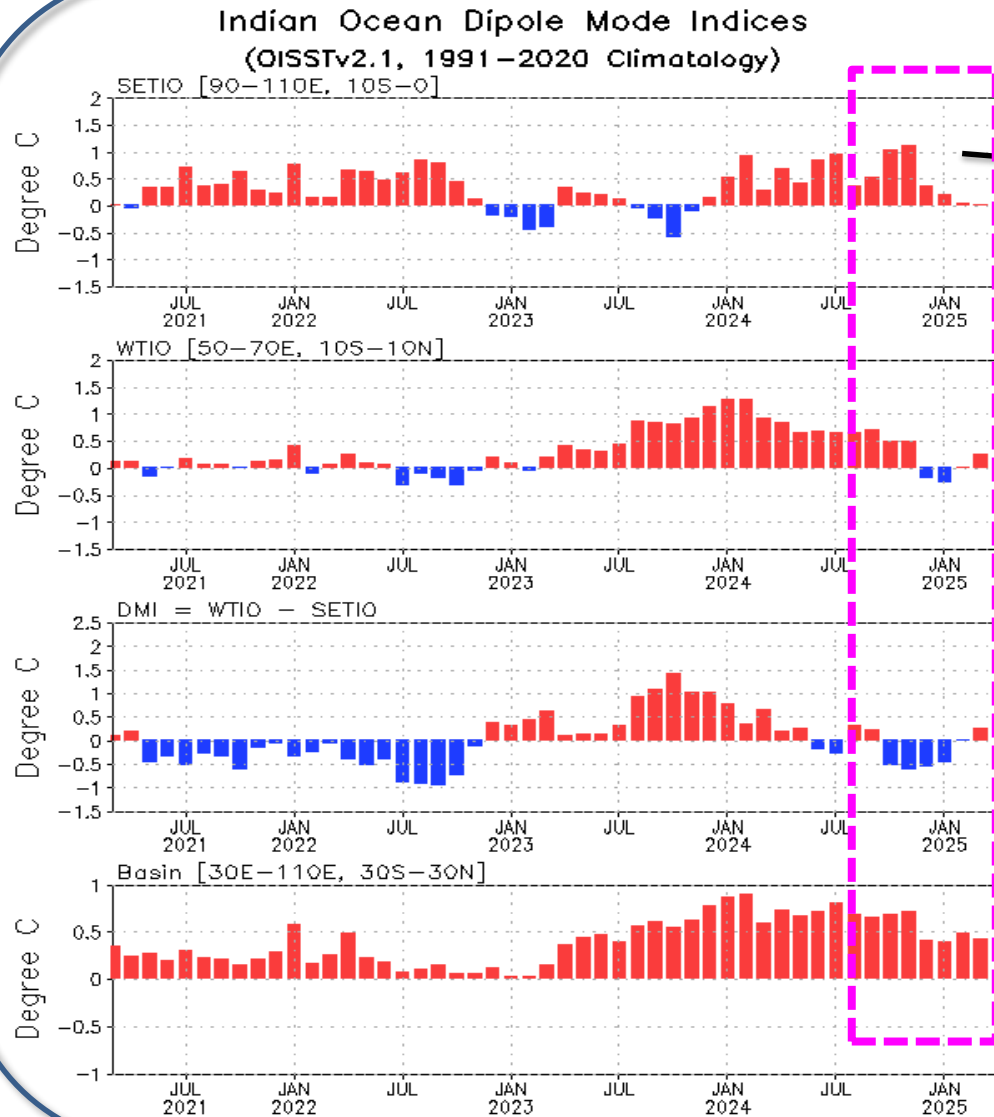 Indian Ocean Dipole Mode Indices
(OISSTv2.1, 1991−2020 Climatology)
SETIO [90−110E, 10S−0]
Degree C
2
1.5
1
0.5
0
−0.5
−1
−1.5
JUL JAN JUL JAN JUL JAN JUL JAN
2021 2022 2023 2024 2025
WTIO [50−70E, 10S−10N]
Degree C
2
1.5
1
0.5
0
−0.5
−1
−1.5
JUL JAN JUL JAN JUL JAN JUL JAN
2021 2022 2023 2024 2025
DMI = WTIO − SETIO
Degree C
2.5
2
1.5
1
0.5
0
−0.5
−1
−1.5
JUL JAN JUL JAN JUL JAN JUL JAN
2021 2022 2023 2024 2025
Basin [30E−110E, 30S−30N]
Degree C
1
0.5
0
−0.5
−1
JUL JAN JUL JAN JUL JAN JUL JAN
2021 2022 2023 2024 2025